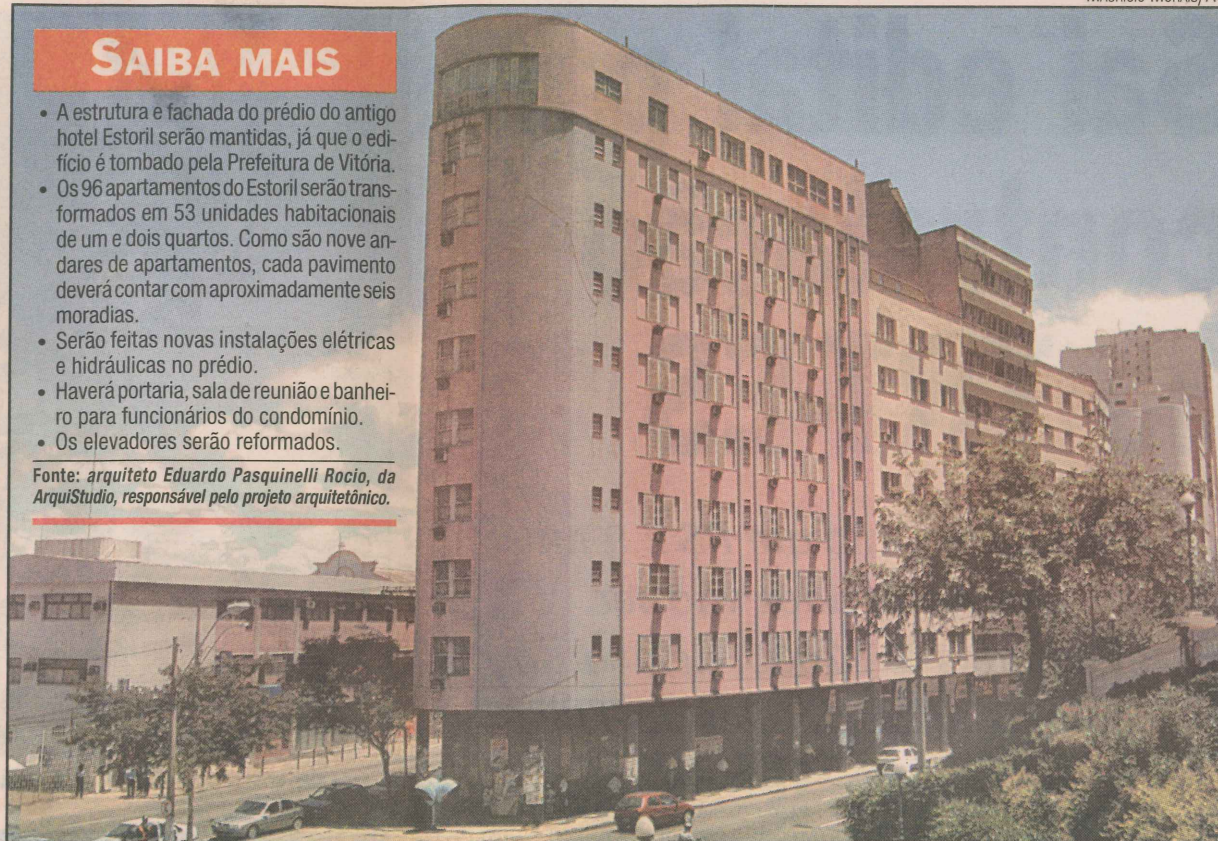 SAIBA MAIS
• A estrutura e fachada do prédio do antigo
hotel Estoril serão mantidas, já que o edi-
fício é tombado pela Prefeitura de Vitória.
• Os 96 apartamentos do Estoril serão trans-
formados em 53 unidades habitacionais
de um e dois quartos. Como são nove an-
dares de apartamentos, cada pavimento
deverá contar com aproximadamente seis
moradias.
• Serão feitas novas instalações elétricas
e hidráulicas no prédio.
• Haverá portaria, sala de reunião e banhei-
ro para funcionários do condomínio.
• Os elevadores serão reformados.
Fonte: arquiteto Eduardo Pasquinelli Rocio, da
ArquiStudio, responsável pelo projeto arquitetônico.